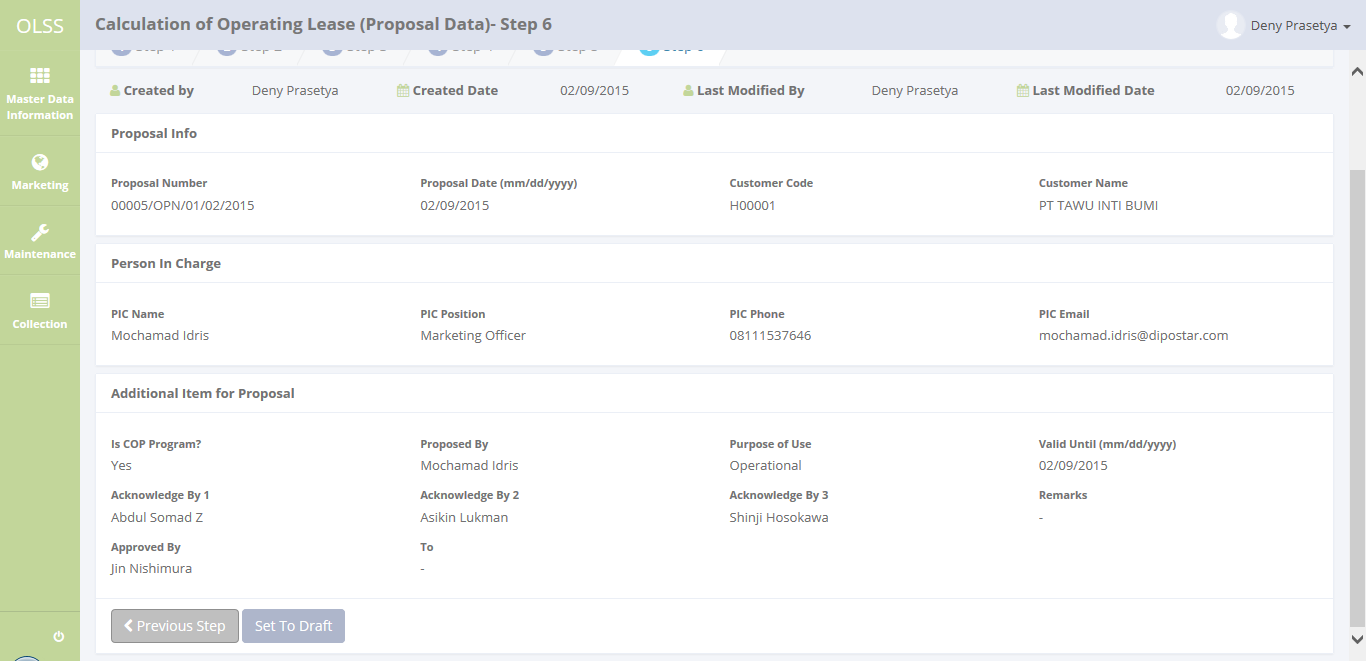 OLSS
Calculation of Operating Lease (Proposal Data)- Step 6
Deny Prasetya
Master Data
Information
Marketing
Maintenance
Collection
Created by Deny Prasetya Created Date 02/09/2015 Last Modified By Deny Prasetya Last Modified Date 02/09/2015
Proposal Info
Proposal Number Proposal Date (mm/dd/yyyy) Customer Code Customer Name
00005/OPN/01/02/2015 02/09/2015 H00001 PT TAWU INTI BUMI
Person In Charge
PIC Name PIC Position PIC Phone PIC Email
Mochamad Idris Marketing Officer 08111537646 mochamad.idris@dipostar.com
Additional Item for Proposal
Is COP Program? Proposed By Purpose of Use Valid Until (mm/dd/yyyy)
Yes Mochamad Idris Operational 02/09/2015
Acknowledge By 1 Acknowledge By 2 Acknowledge By 3 Remarks
Abdul Somad Z Asikin Lukman Shinji Hosokawa -
Approved By To
Jin Nishimura -
Previous Step Set To Draft